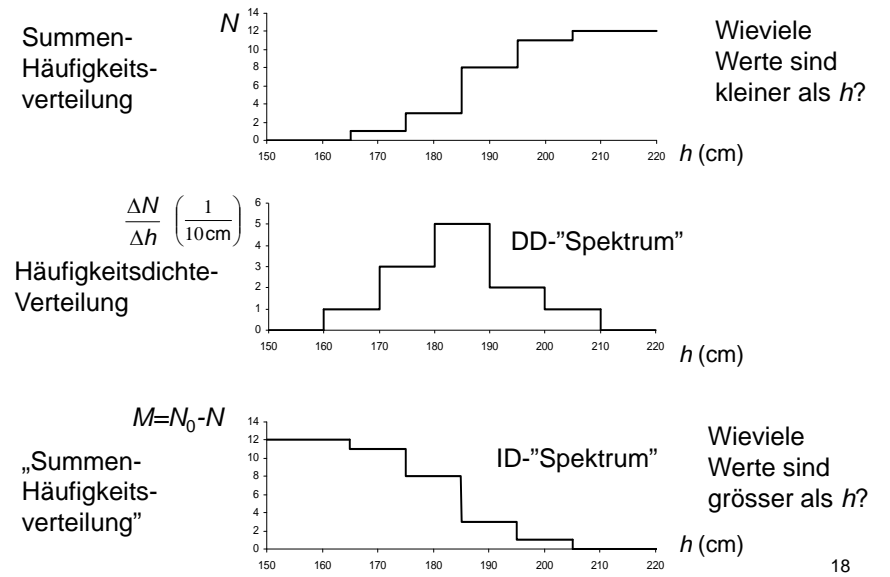 Summen-
Häufigkeits-
verteilung
N
14
12
10
8
6
4
2
0
150 160 170 180 190 200 210 220
h (cm)
Wieviele
Werte sind
kleiner als h?
ΔN/Δh (1/10cm)
Häufigkeitsdichte-
Verteilung
6
5
4
3
2
1
0
150 160 170 180 190 200 210 220
h (cm)
DD-"Spektrum"
M=N₀-N
„Summen-
Häufigkeits-
verteilung”
14
12
10
8
6
4
2
0
150 160 170 180 190 200 210 220
h (cm)
ID-"Spektrum"
Wieviele
Werte sind
grösser als h?
18